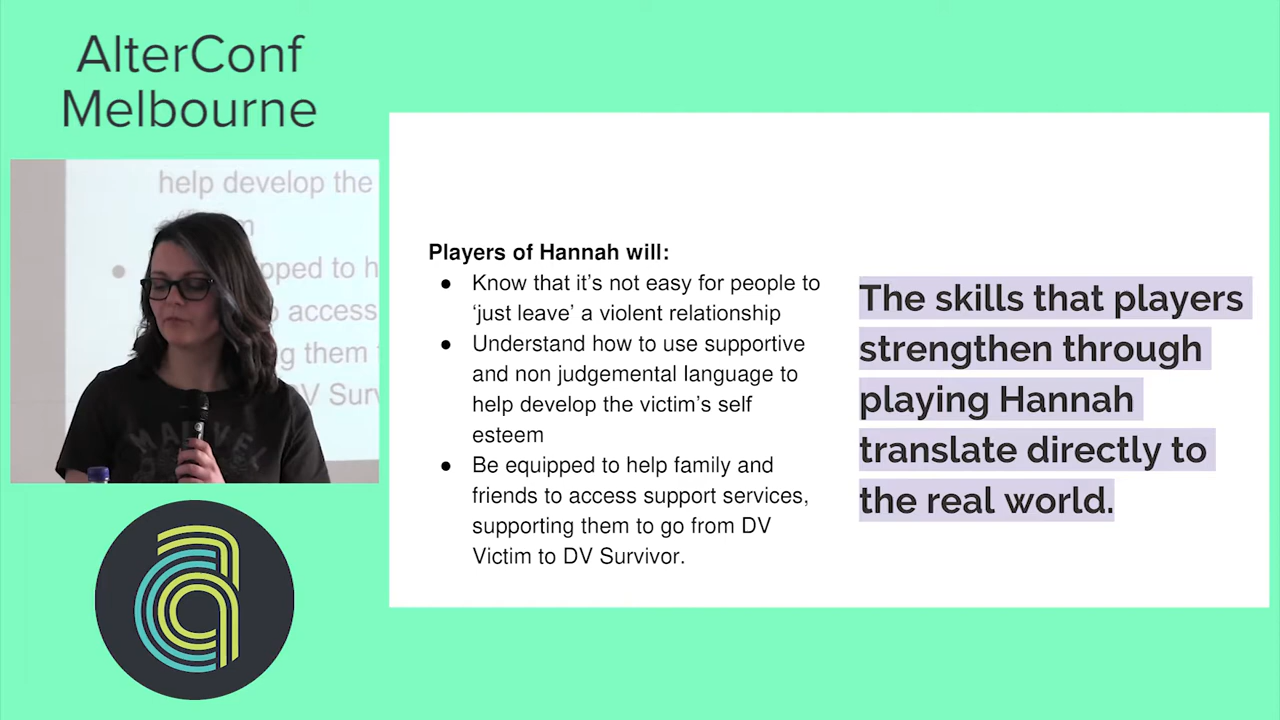 AlterConf
Melbourne
help develop the
pped to h
access
ng them
DV Surv
MARVEL
Players of Hannah will:
● Know that it's not easy for people to
‘just leave’ a violent relationship
● Understand how to use supportive
and non judgemental language to
help develop the victim's self
esteem
● Be equipped to help family and
friends to access support services,
supporting them to go from DV
Victim to DV Survivor.
The skills that players
strengthen through
playing Hannah
translate directly to
the real world.